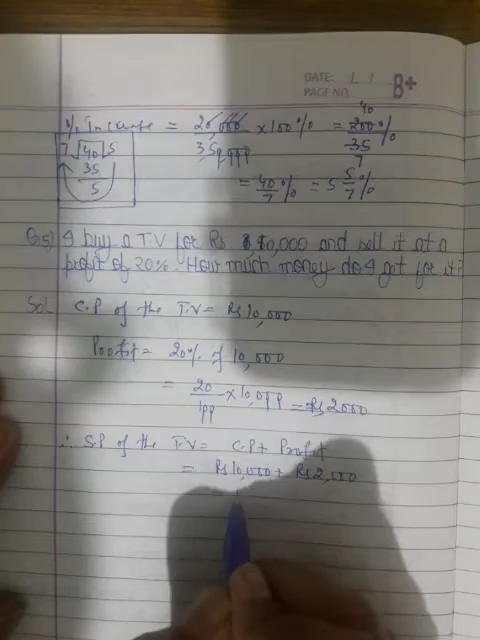 DATE: / /
PAGE NO.
B+
% Increase = 20,000 ×100% = 200 %
35,000 35
40
7
7 40 5
35
5
= 40/7 % = 5 5/7 %
Q5) I buy a T.V for Rs 10,000 and sell it at a
profit of 20%. How much money do I get for it?
Sol. C.P of the T.V = Rs 10,000
Profit = 20% of 10,000
= 20/100 × 10,000 = Rs 2000
∴ S.P of the T.V = C.P + Profit
= Rs 10,000 + Rs 2,000